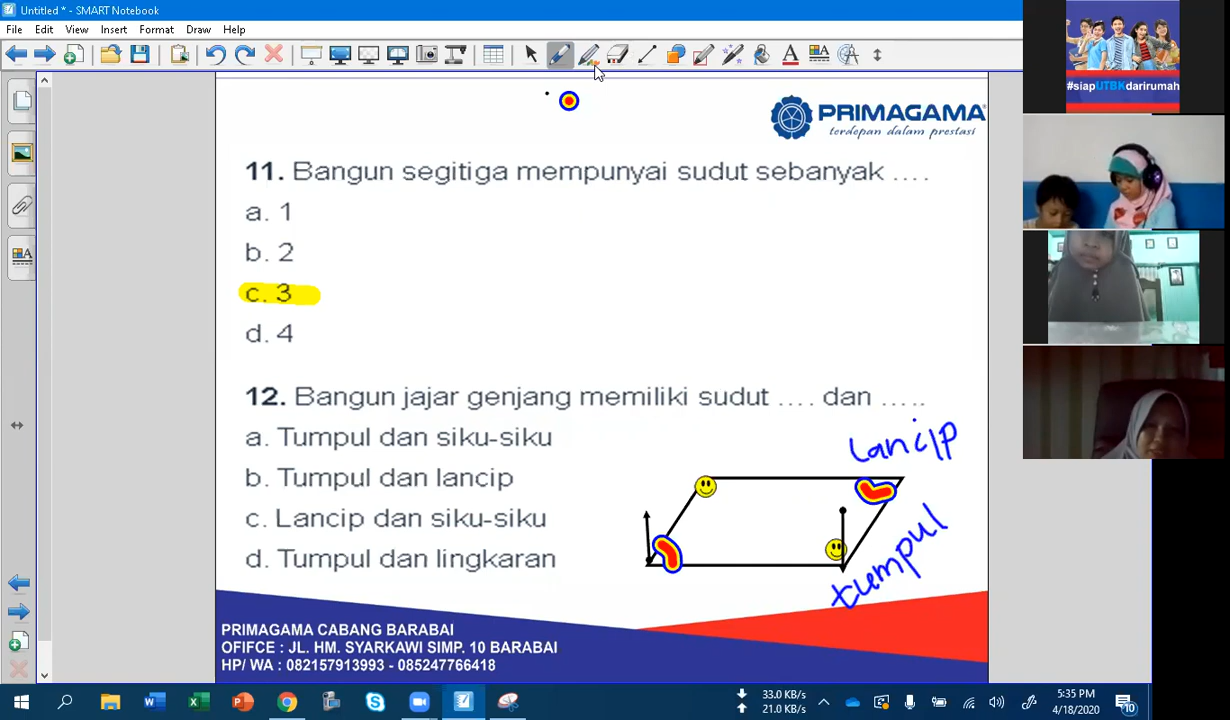 Untitled * - SMART Notebook
File Edit View Insert Format Draw Help
#siapUTBKdarirumah
PRIMAGAMA
terdepan dalam prestasi
11. Bangun segitiga mempunyai sudut sebanyak ....
a. 1
b. 2
c. 3
d. 4
12. Bangun jajar genjang memiliki sudut .... dan .....
a. Tumpul dan siku-siku
b. Tumpul dan lancip
c. Lancip dan siku-siku
d. Tumpul dan lingkaran
lancip
tumpul
PRIMAGAMA CABANG BARABAI
OFIFCE : JL. HM. SYARKAWI SIMP. 10 BARABAI
HP/ WA : 082157913993 - 085247766418
33.0 KB/s
21.0 KB/s
5:35 PM
4/18/2020
10